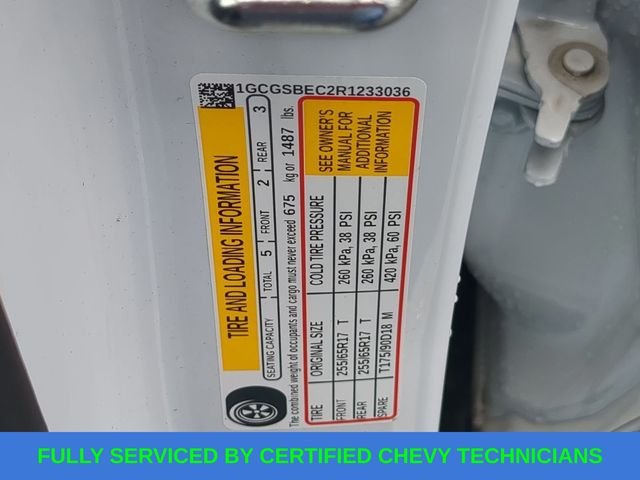 1GCGSBEC2R1233036
TIRE AND LOADING INFORMATION
SEATING CAPACITY TOTAL 5 FRONT 2 REAR 3
The combined weight of occupants and cargo must never exceed 675 kg or 1487 lbs.
TIRE ORIGINAL SIZE COLD TIRE PRESSURE
FRONT 255/65R17 T 260 kPa, 38 PSI
REAR 255/65R17 T 260 kPa, 38 PSI
SPARE T175/90D18 M 420 kPa, 60 PSI
SEE OWNER'S
MANUAL FOR
ADDITIONAL
INFORMATION
FULLY SERVICED BY CERTIFIED CHEVY TECHNICIANS